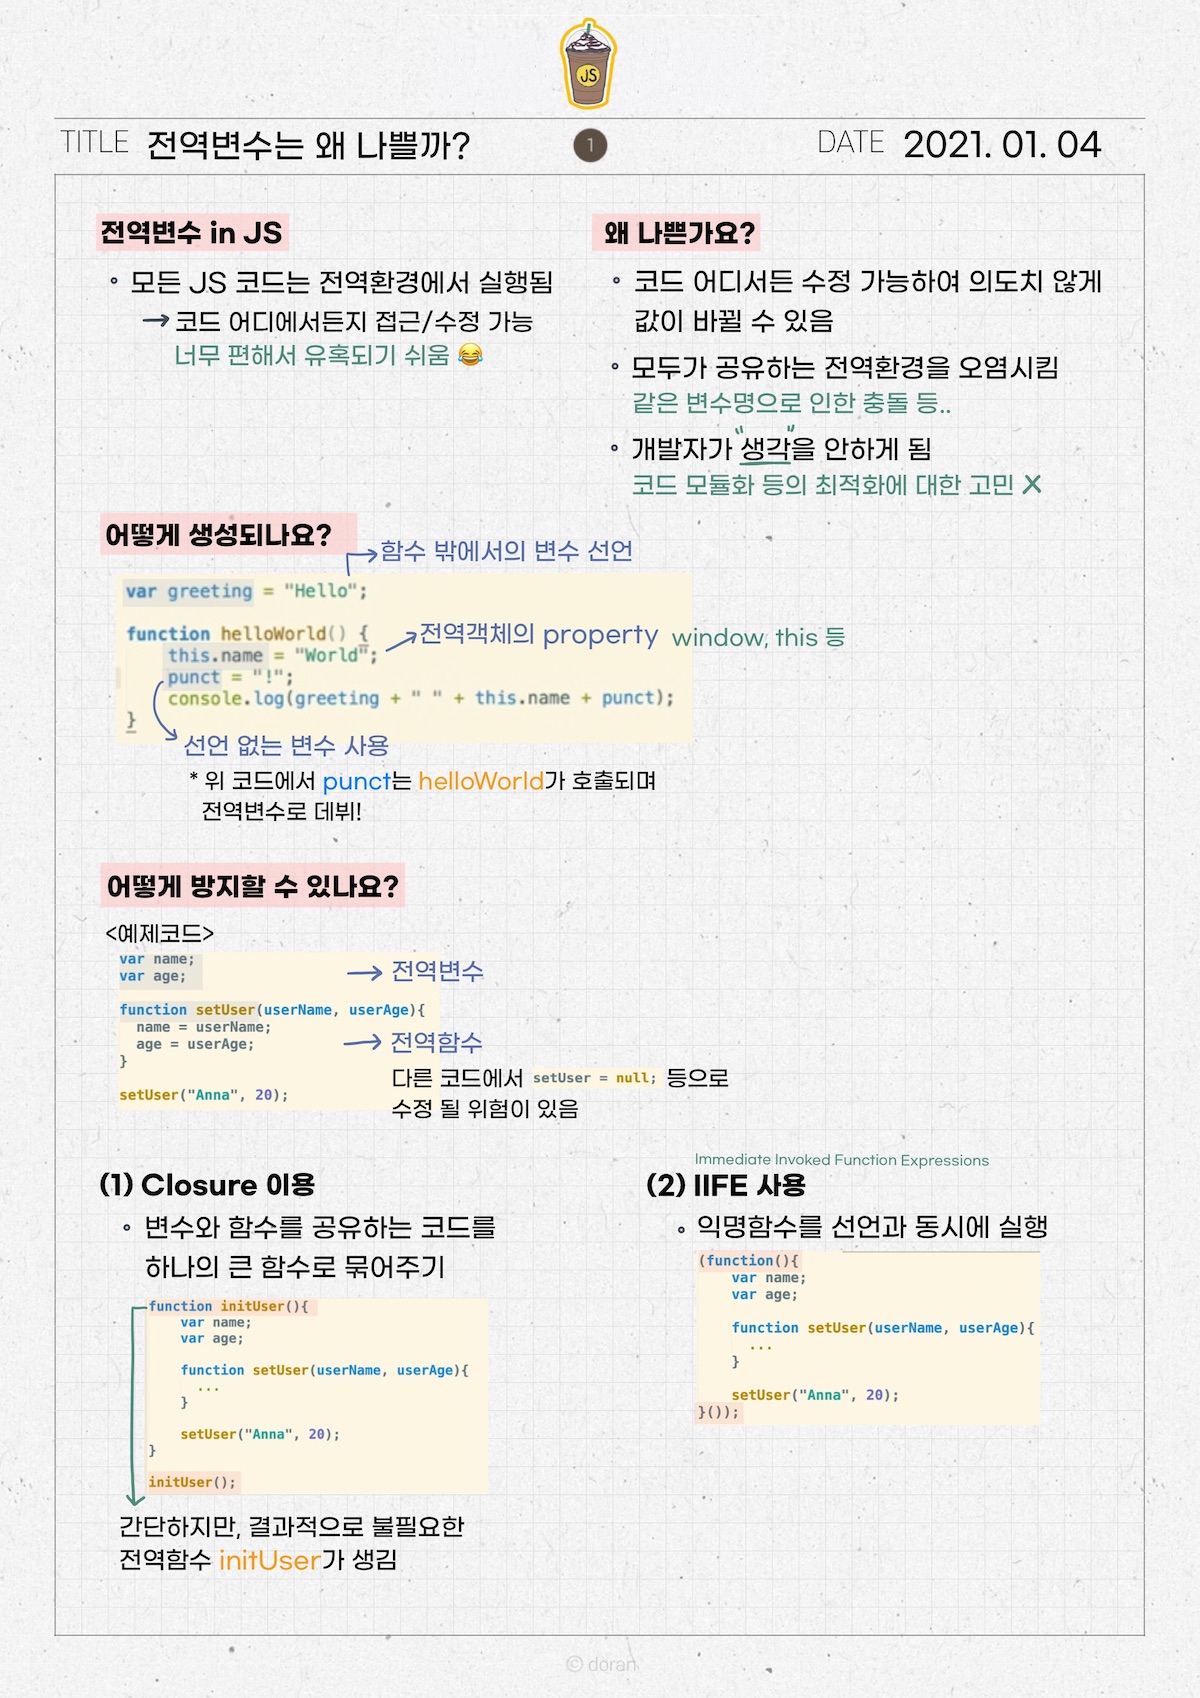 JS
TITLE 전역변수는 왜 나쁠까?
1
DATE 2021. 01. 04
전역변수 in JS
모든 JS 코드는 전역환경에서 실행됨
→ 코드 어디에서든지 접근/수정 가능
너무 편해서 유혹되기 쉬움 😂
왜 나쁜가요?
코드 어디서든 수정 가능하여 의도치 않게
값이 바뀔 수 있음
모두가 공유하는 전역환경을 오염시킴
같은 변수명으로 인한 충돌 등..
개발자가 "생각"을 안하게 됨
코드 모듈화 등의 최적화에 대한 고민 X
어떻게 생성되나요?
함수 밖에서의 변수 선언
var greeting = "Hello";
function helloWorld() {
전역객체의 property window, this 등
this.name = "World";
punct = "!";
console.log(greeting + " " + this.name + punct);
}
선언 없는 변수 사용
* 위 코드에서 punct는 helloWorld가 호출되며
전역변수로 데뷔!
어떻게 방지할 수 있나요?
<예제코드>
var name;
var age;
→ 전역변수
function setUser(userName, userAge){
name = userName;
age = userAge;
→ 전역함수
}
다른 코드에서 setUser = null; 등으로
수정 될 위험이 있음
setUser("Anna", 20);
(1) Closure 이용
변수와 함수를 공유하는 코드를
하나의 큰 함수로 묶어주기
function initUser(){
var name;
var age;
function setUser(userName, userAge){
...
}
setUser("Anna", 20);
}
initUser();
간단하지만, 결과적으로 불필요한
전역함수 initUser가 생김
Immediate Invoked Function Expressions
(2) IIFE 사용
익명함수를 선언과 동시에 실행
(function(){
var name;
var age;
function setUser(userName, userAge){
...
}
setUser("Anna", 20);
}());
© doran